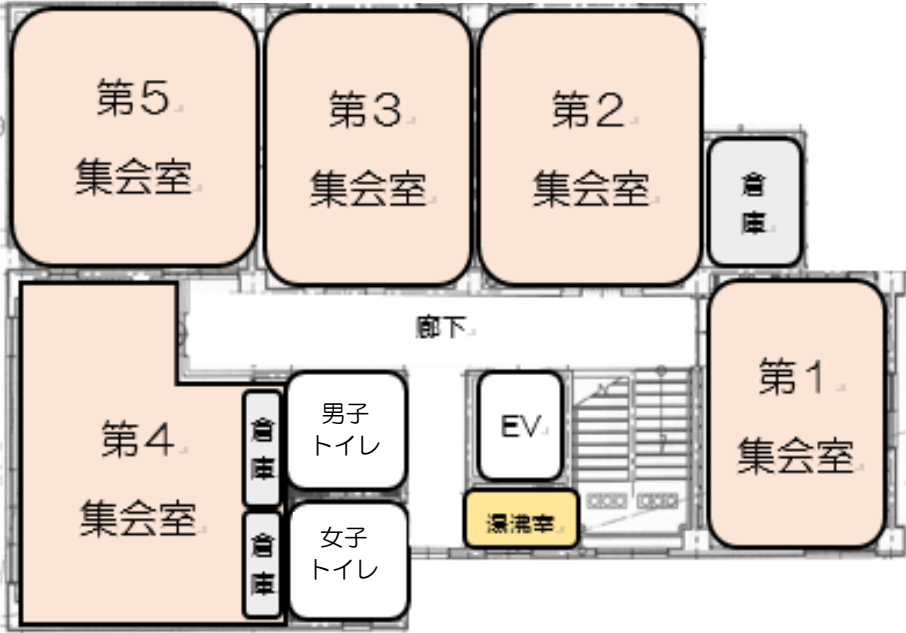 第５
集会室
第３
集会室
第２
集会室
倉
庫
廊下
第１
集会室
第４
集会室
倉
庫
倉
庫
男子
トイレ
女子
トイレ
EV
湯沸室